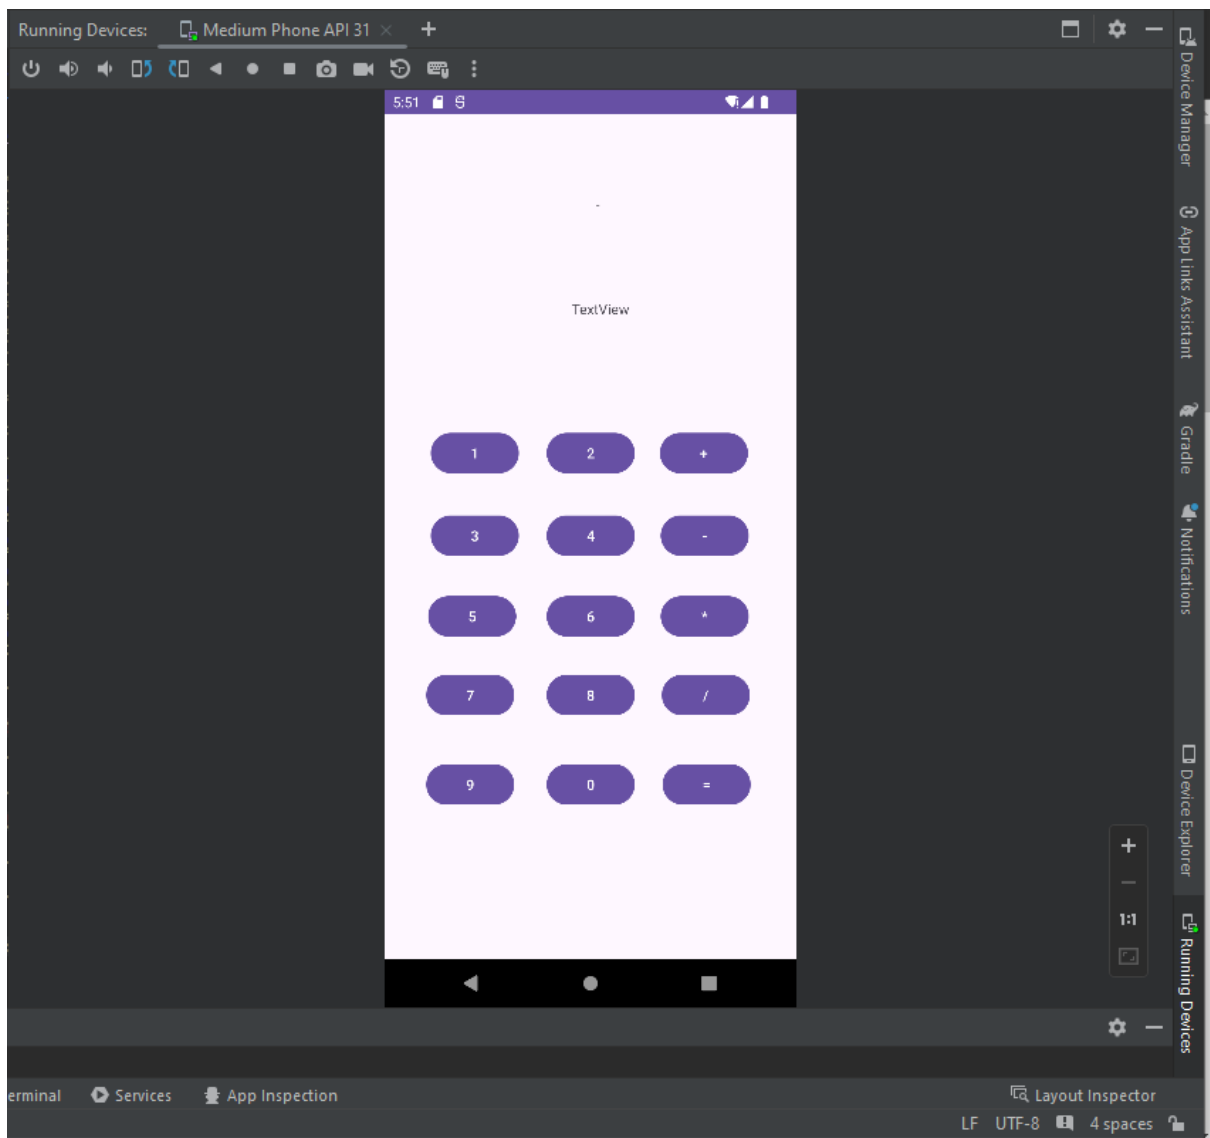 Running Devices: Medium Phone API 31
5:51
-
TextView
1 2 +
3 4 -
5 6 *
7 8 /
9 0 =
1:1
Device Manager
App Links Assistant
Gradle
Notifications
Device Explorer
Running Devices
erminal Services App Inspection Layout Inspector
LF UTF-8 4 spaces